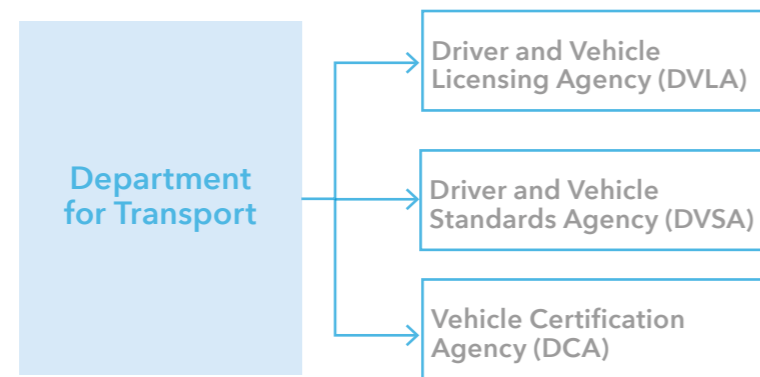 Department
for Transport
Driver and Vehicle
Licensing Agency (DVLA)
Driver and Vehicle
Standards Agency (DVSA)
Vehicle Certification
Agency (DCA)